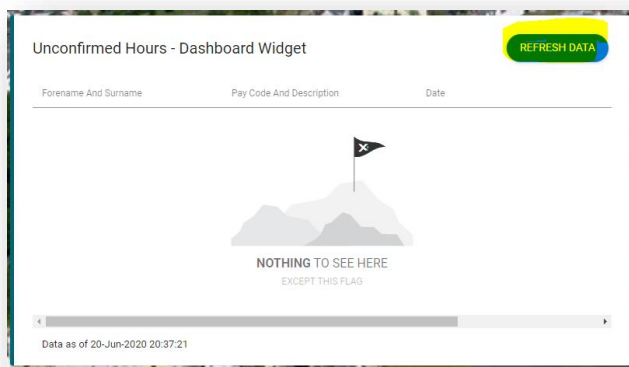 Unconfirmed Hours - Dashboard Widget
REFRESH DATA
Forename And Surname Pay Code And Description Date
NOTHING TO SEE HERE
EXCEPT THIS FLAG
Data as of 20-Jun-2020 20:37:21